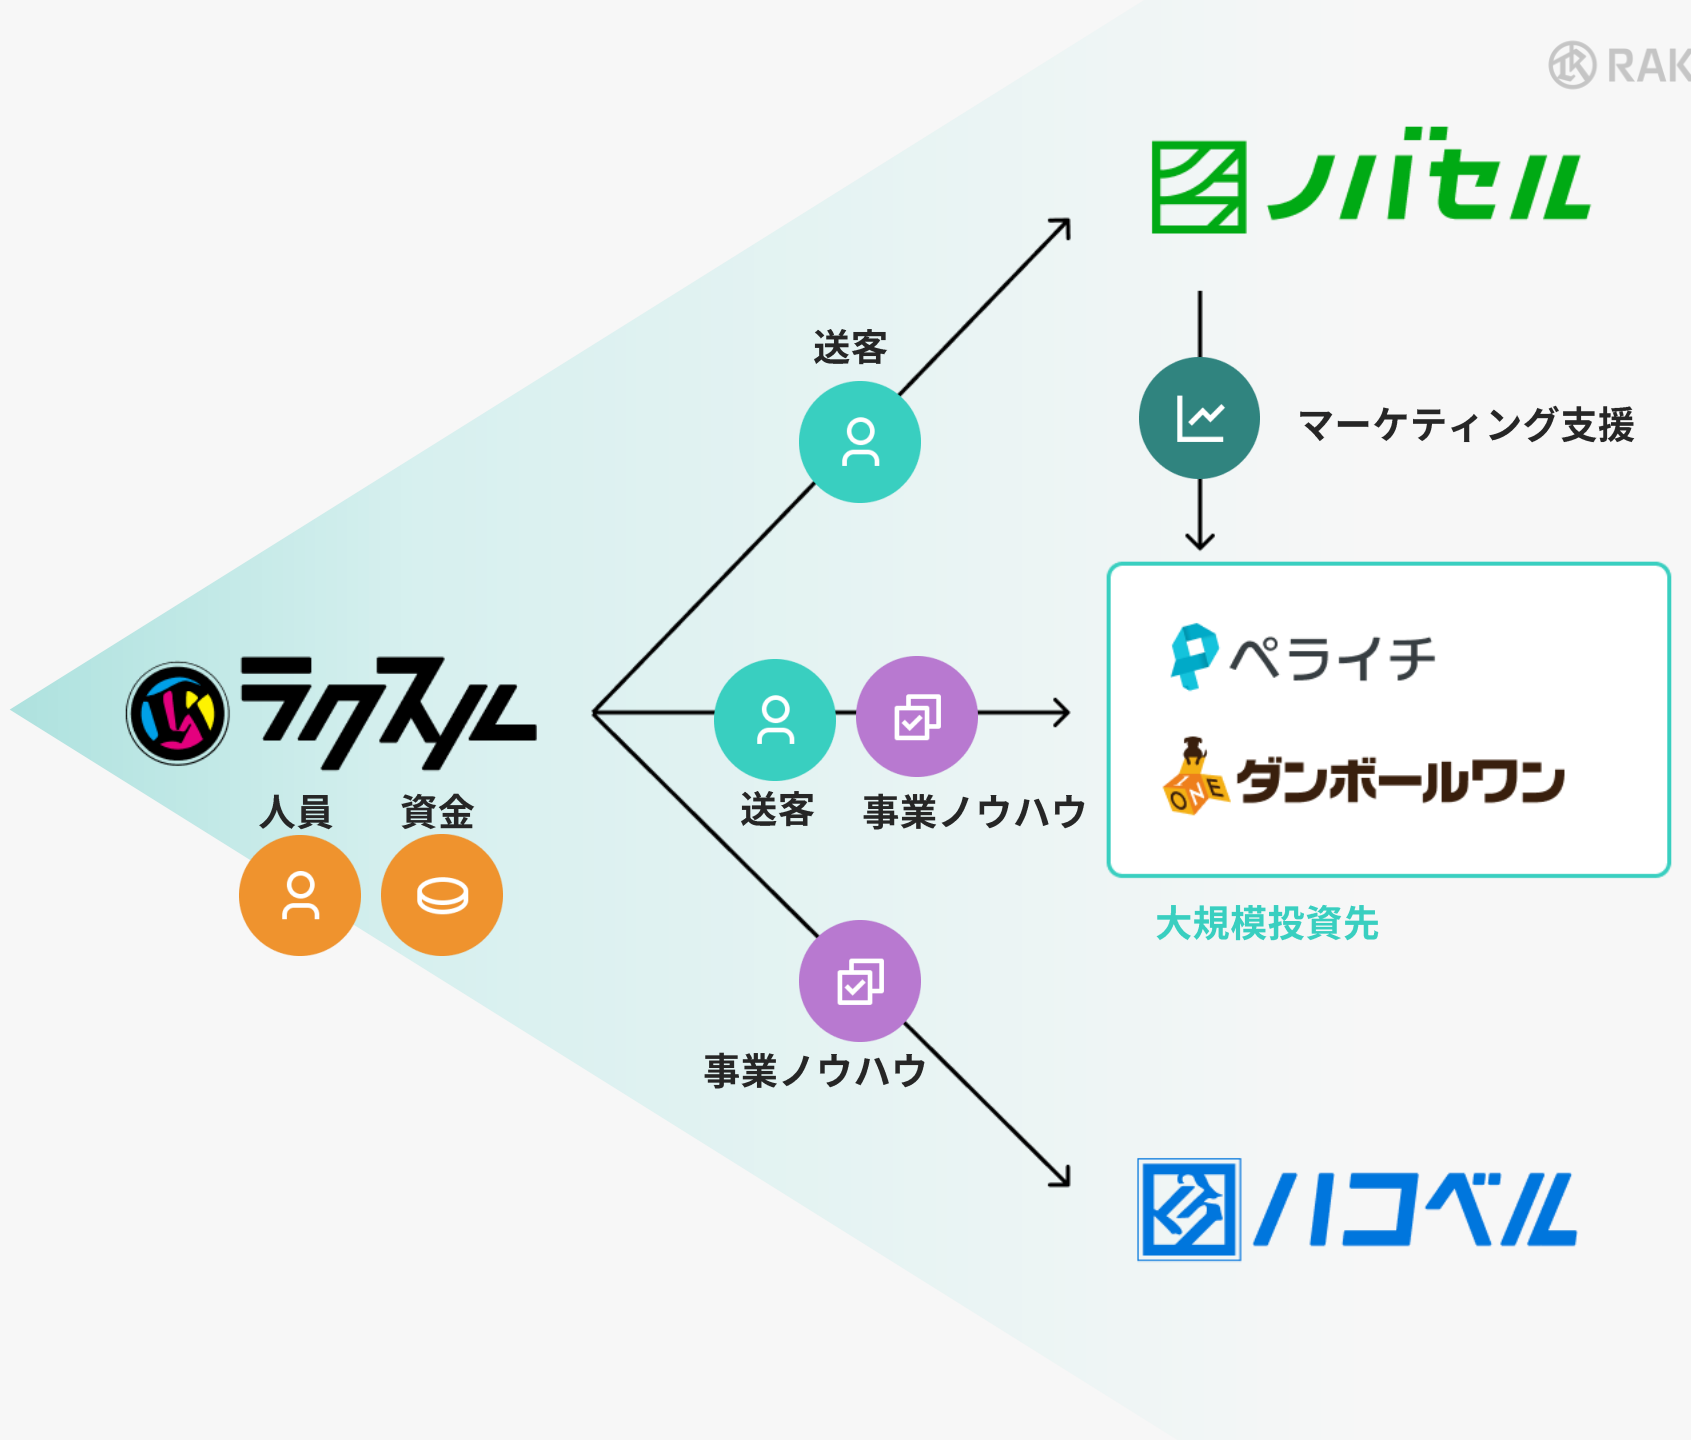 RAK
ノバセル
送客
マーケティング支援
ラクスル
人員
資金
送客
事業ノウハウ
ペライチ
ONE
ダンボールワン
大規模投資先
事業ノウハウ
ハコベル